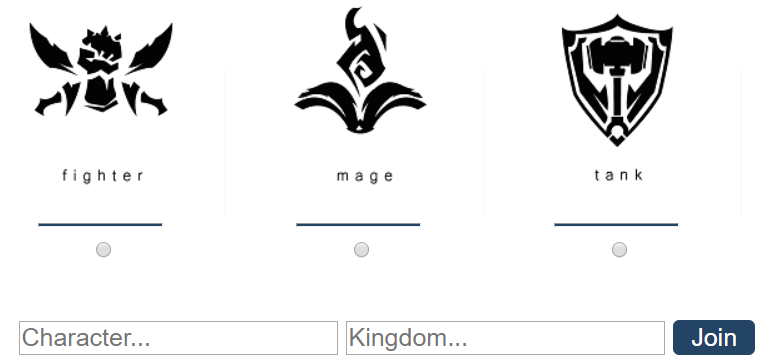 fighter mage tank
Character... Kingdom... Join